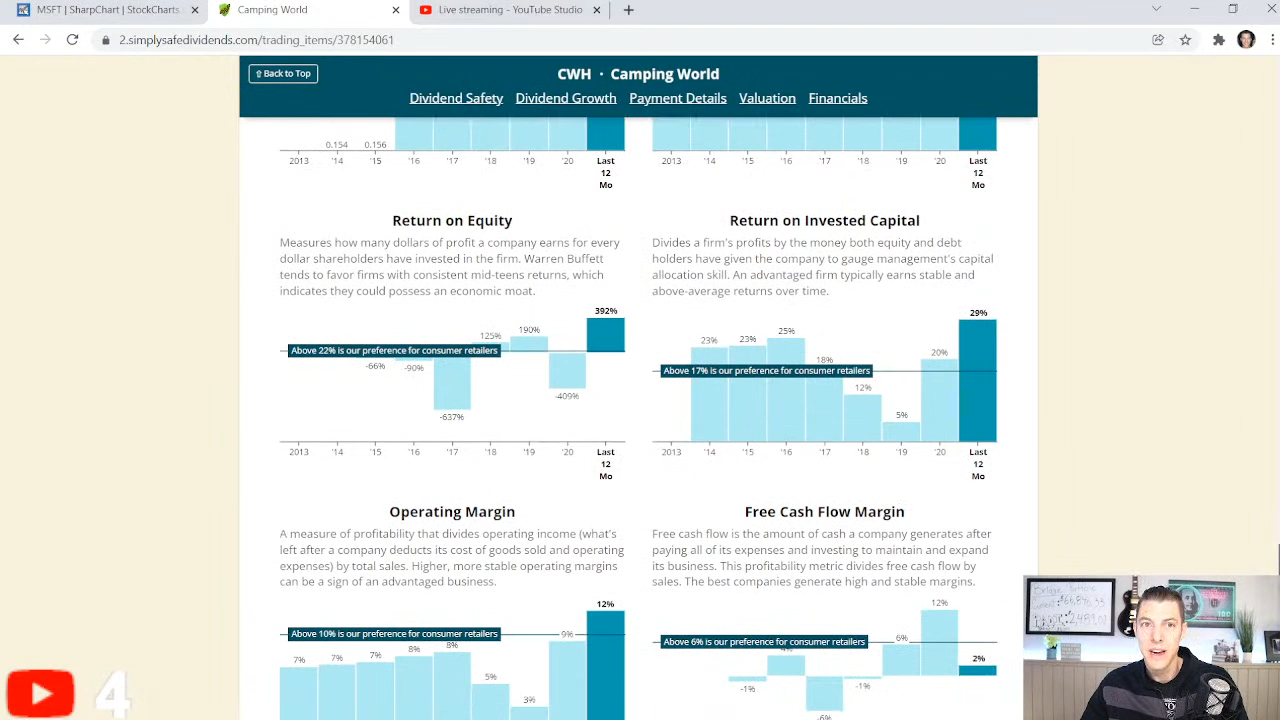 MSFT | SharpChart | StockCharts
Camping World
Live streaming - YouTube Studio
2.simplysafedividends.com/trading_items/378154061
Back to Top
CWH · Camping World
Dividend Safety Dividend Growth Payment Details Valuation Financials
0.154 0.156
2013 '14 '15 '16 '17 '18 '19 '20 Last 12 Mo
2013 '14 '15 '16 '17 '18 '19 '20 Last 12 Mo
Return on Equity
Measures how many dollars of profit a company earns for every
dollar shareholders have invested in the firm. Warren Buffett
tends to favor firms with consistent mid-teens returns, which
indicates they could possess an economic moat.
392%
190%
125%
Above 22% is our preference for consumer retailers
-66% -90%
-409%
-637%
2013 '14 '15 '16 '17 '18 '19 '20 Last 12 Mo
Return on Invested Capital
Divides a firm's profits by the money both equity and debt
holders have given the company to gauge management's capital
allocation skill. An advantaged firm typically earns stable and
above-average returns over time.
29%
23% 23% 25% 18% 12% 5% 20%
Above 17% is our preference for consumer retailers
2013 '14 '15 '16 '17 '18 '19 '20 Last 12 Mo
Operating Margin
A measure of profitability that divides operating income (what's
left after a company deducts its cost of goods sold and operating
expenses) by total sales. Higher, more stable operating margins
can be a sign of an advantaged business.
12%
Above 10% is our preference for consumer retailers
7% 7% 7% 8% 8% 5% 3% 9%
Free Cash Flow Margin
Free cash flow is the amount of cash a company generates after
paying all of its expenses and investing to maintain and expand
its business. This profitability metric divides free cash flow by
sales. The best companies generate high and stable margins.
12%
Above 6% is our preference for consumer retailers
6%
2%
-1% -1%
-6%
4